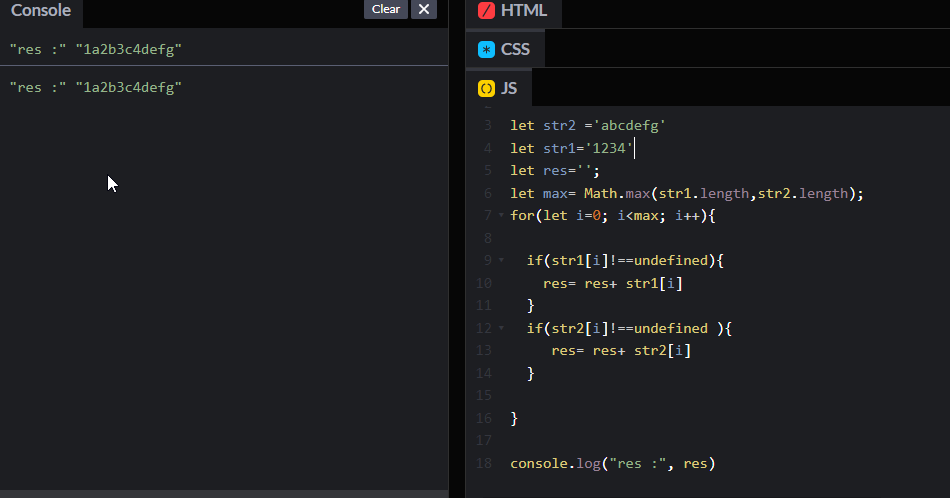 Console
Clear
"res :" "1a2b3c4defg"
"res :" "1a2b3c4defg"
HTML
CSS
JS
3 let str2 ='abcdefg'
4 let str1='1234'
5 let res='';
6 let max= Math.max(str1.length,str2.length);
7 for(let i=0; i<max; i++){
8
9 if(str1[i]!==undefined){
10 res= res+ str1[i]
11 }
12 if(str2[i]!==undefined ){
13 res= res+ str2[i]
14 }
15
16 }
17
18 console.log("res :", res)